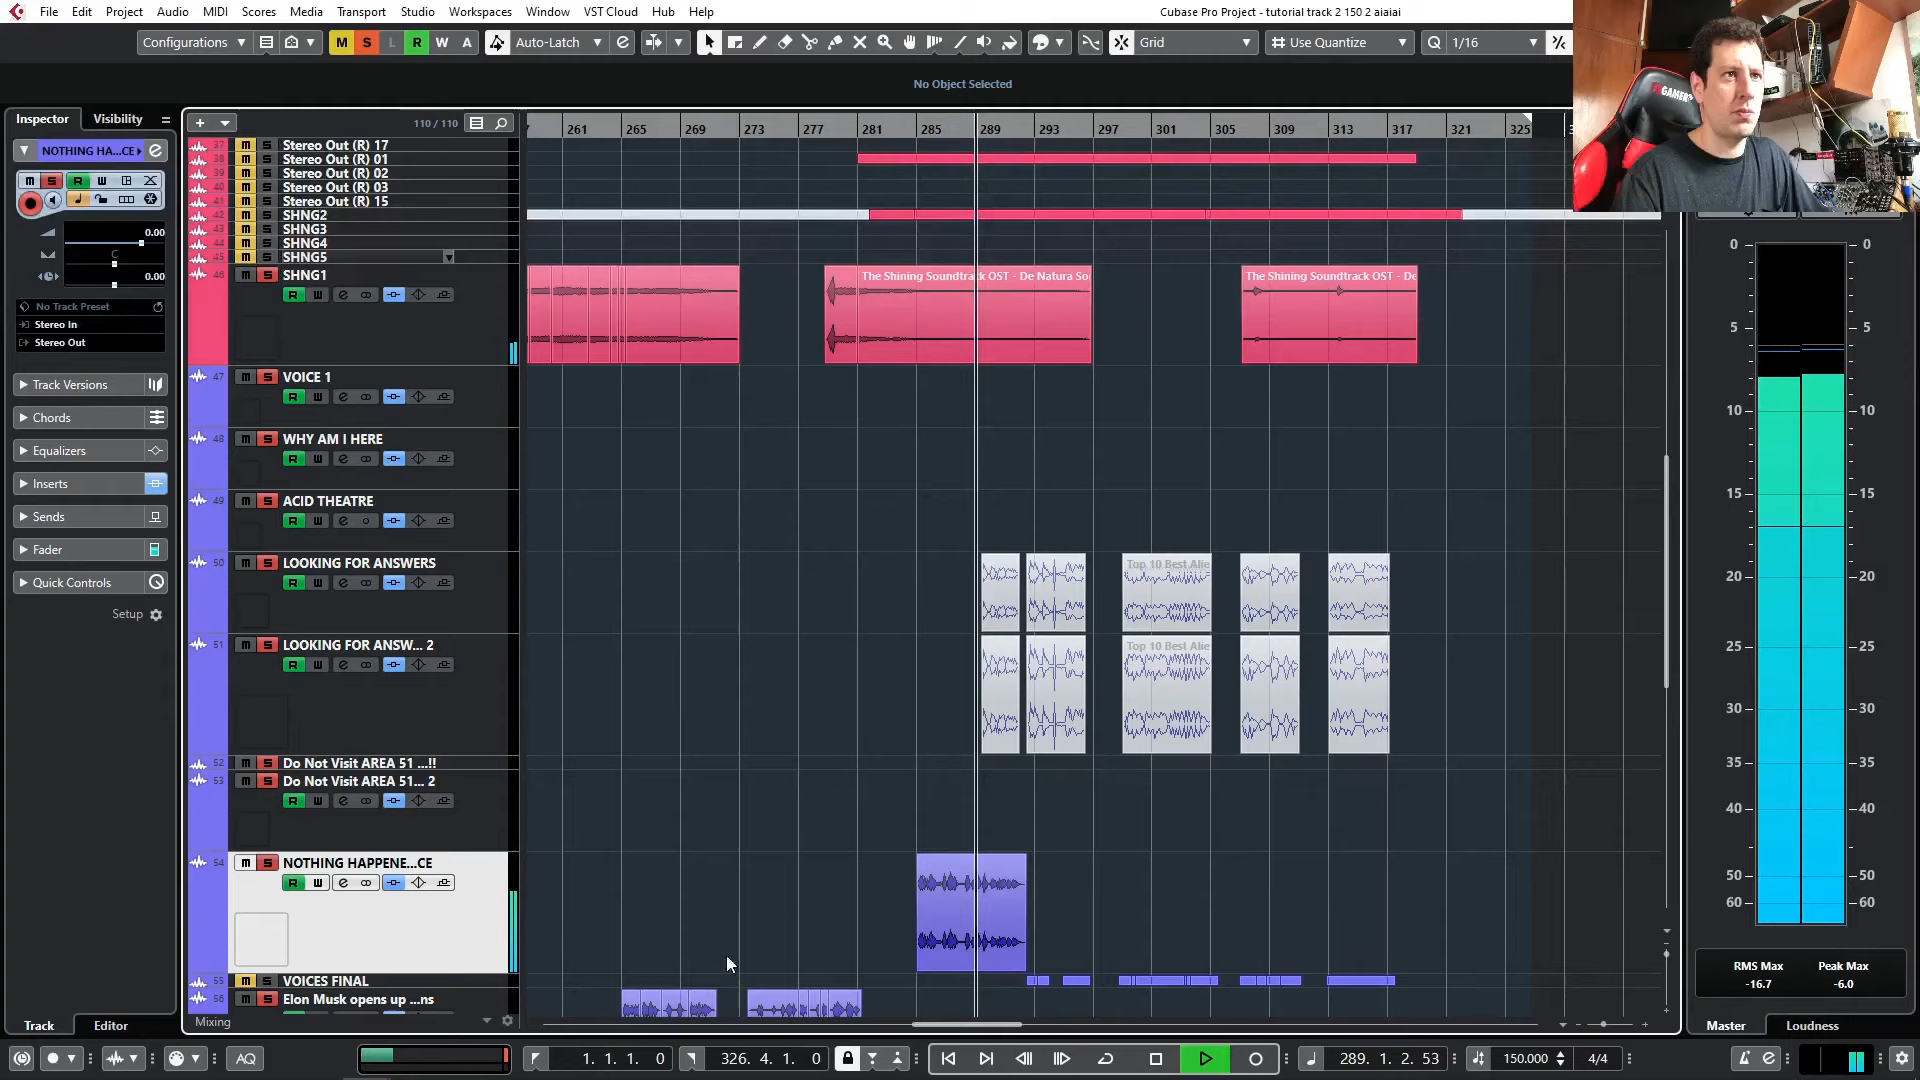 File Edit Project Audio MIDI Scores Media Transport Studio Workspaces Window VST Cloud Hub Help
Cubase Pro Project - tutorial track 2 150 2 aiaiai
Configurations M S L R W A Auto-Latch Grid Use Quantize Q 1/16
No Object Selected
Inspector Visibility
110 / 110
261 265 269 273 277 281 285 289 293 297 301 305 309 313 317 321 325
NOTHING HA...CE
M S R W
0.00
C
0.00
No Track Preset
Stereo In
Stereo Out
Track Versions
Chords
Equalizers
Inserts
Sends
Fader
Quick Controls
Setup
37 M S Stereo Out (R) 17
38 M S Stereo Out (R) 01
39 M S Stereo Out (R) 02
40 M S Stereo Out (R) 03
41 M S Stereo Out (R) 15
42 M S SHNG2
43 M S SHNG3
44 M S SHNG4
45 M S SHNG5
46 M S SHNG1
R W e
The Shining Soundtrack OST - De Natura So
The Shining Soundtrack OST - De
47 M S VOICE 1
R W e
48 M S WHY AM I HERE
R W e
49 M S ACID THEATRE
R W e
50 M S LOOKING FOR ANSWERS
R W e
Top 10 Best Alie
51 M S LOOKING FOR ANSW... 2
R W e
Top 10 Best Alie
52 M S Do Not Visit AREA 51 ...!!
53 M S Do Not Visit AREA 51... 2
R W e
54 M S NOTHING HAPPENE...CE
R W e
55 M S VOICES FINAL
56 M S Elon Musk opens up ...ns
Mixing
Track Editor
0 0
5 5
10 10
15 15
20 20
25 25
30 30
35 35
40 40
50 50
60 60
RMS Max Peak Max
-16.7 -6.0
Master Loudness
AQ 1. 1. 1. 0 326. 4. 1. 0 289. 1. 2. 53 150.000 4/4